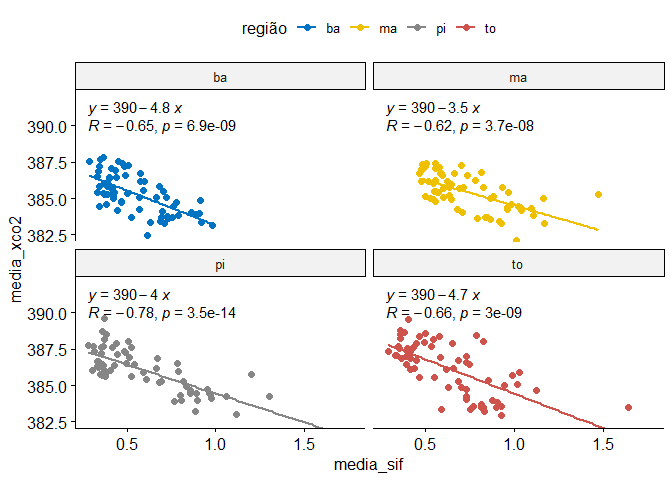 região ba ma pi to
ba ma
y = 390 − 4.8 x y = 390 − 3.5 x
R = −0.65, p = 6.9e-09 R = −0.62, p = 3.7e-08
390.0
387.5
385.0
382.5
media_xco2
pi to
y = 390 − 4 x y = 390 − 4.7 x
R = −0.78, p = 3.5e-14 R = −0.66, p = 3e-09
390.0
387.5
385.0
382.5
0.5 1.0 1.5 0.5 1.0 1.5
media_sif